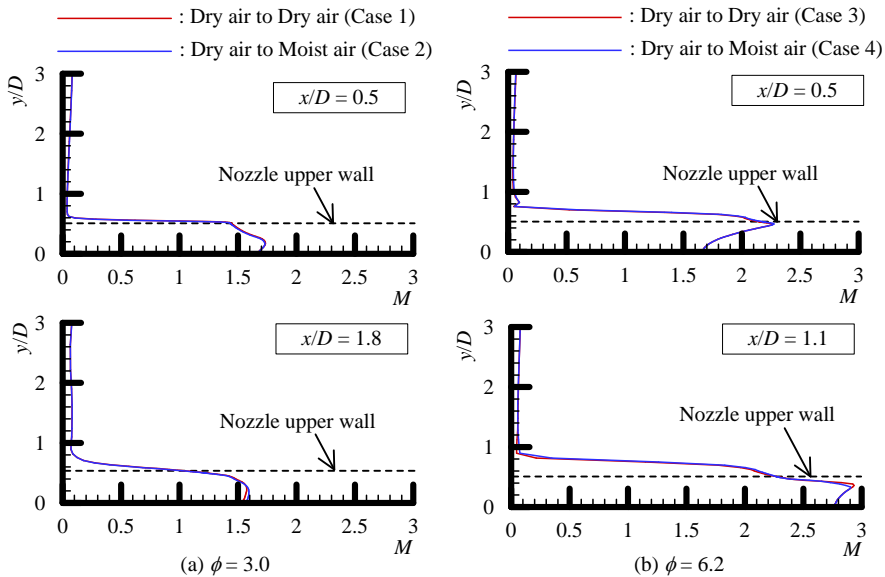 : Dry air to Dry air (Case 1)
: Dry air to Moist air (Case 2)
3
y/D
x/D = 0.5
2
Nozzle upper wall
1
0
0 0.5 1 1.5 2 2.5 3
M
3
y/D
x/D = 1.8
2
Nozzle upper wall
1
0
0 0.5 1 1.5 2 2.5 3
M
(a) ϕ = 3.0
: Dry air to Dry air (Case 3)
: Dry air to Moist air (Case 4)
3
y/D
x/D = 0.5
2
Nozzle upper wall
1
0
0 0.5 1 1.5 2 2.5 3
M
3
y/D
x/D = 1.1
2
Nozzle upper wall
1
0
0 0.5 1 1.5 2 2.5 3
M
(b) ϕ = 6.2